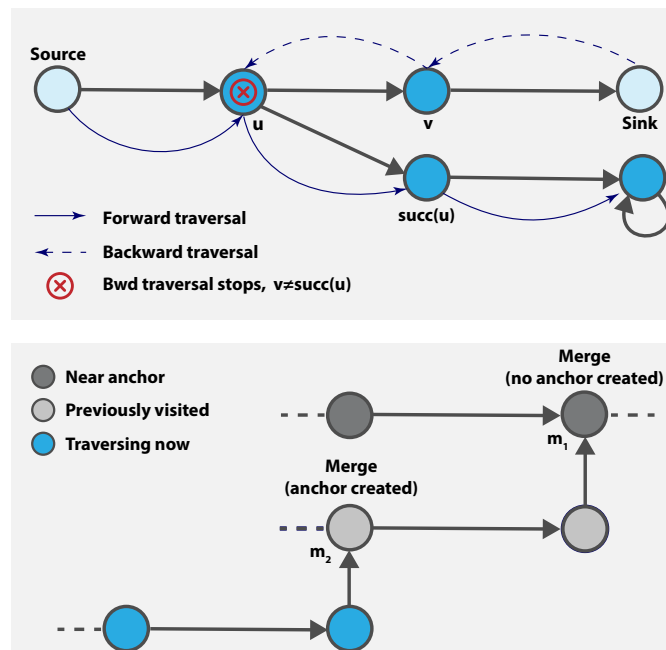 Source
u
v
Sink
succ(u)
Forward traversal
Backward traversal
Bwd traversal stops, v≠succ(u)
Near anchor
Previously visited
Traversing now
Merge
(no anchor created)
m1
Merge
(anchor created)
m2